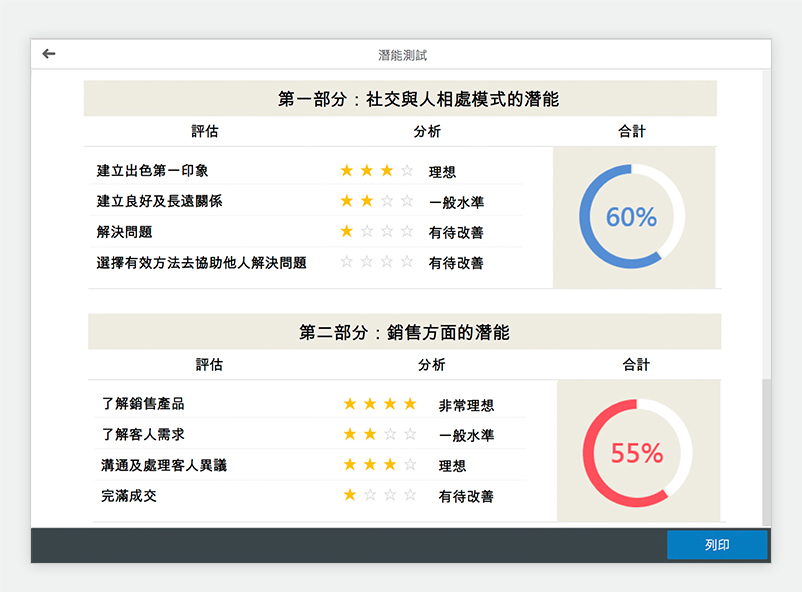 潛能測試
第一部分：社交與人相處模式的潛能
評估 分析 合計
建立出色第一印象 ★★★☆ 理想
建立良好及長遠關係 ★★☆☆ 一般水準
解決問題 ★☆☆☆ 有待改善
選擇有效方法去協助他人解決問題 ☆☆☆☆ 有待改善
60%
第二部分：銷售方面的潛能
評估 分析 合計
了解銷售產品 ★★★★ 非常理想
了解客人需求 ★★☆☆ 一般水準
溝通及處理客人異議 ★★★☆ 理想
完滿成交 ★☆☆☆ 有待改善
55%
列印